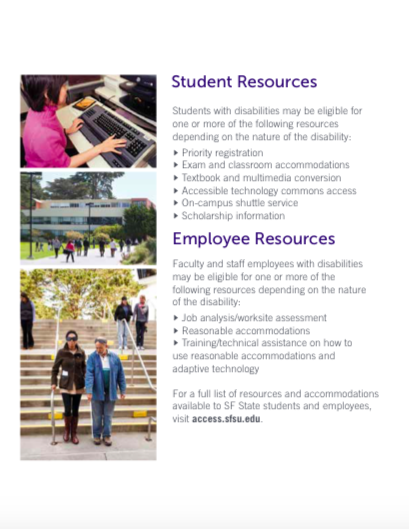 Student Resources
Students with disabilities may be eligible for
one or more of the following resources
depending on the nature of the disability:
▸ Priority registration
▸ Exam and classroom accommodations
▸ Textbook and multimedia conversion
▸ Accessible technology commons access
▸ On-campus shuttle service
▸ Scholarship information
Employee Resources
Faculty and staff employees with disabilities
may be eligible for one or more of the
following resources depending on the nature
of the disability:
▸ Job analysis/worksite assessment
▸ Reasonable accommodations
▸ Training/technical assistance on how to
use reasonable accommodations and
adaptive technology
For a full list of resources and accommodations
available to SF State students and employees,
visit access.sfsu.edu.